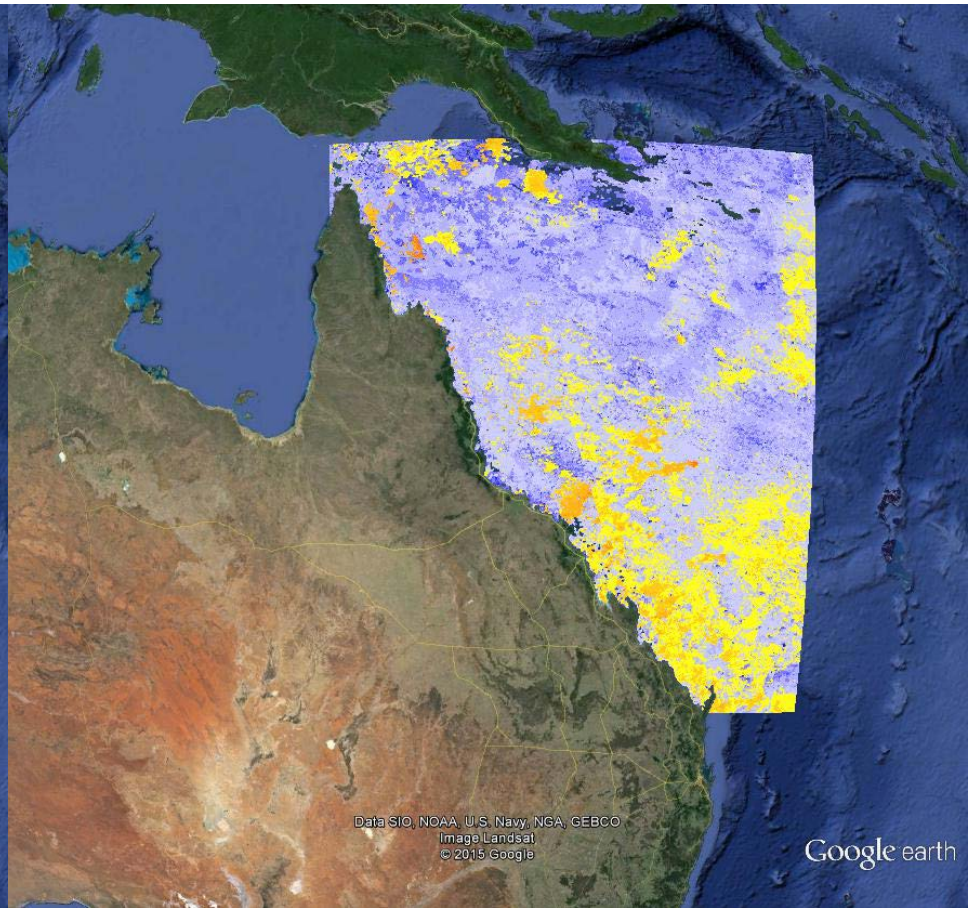 Data SIO, NOAA, U.S. Navy, NGA, GEBCO
Image Landsat
© 2015 Google
Google earth